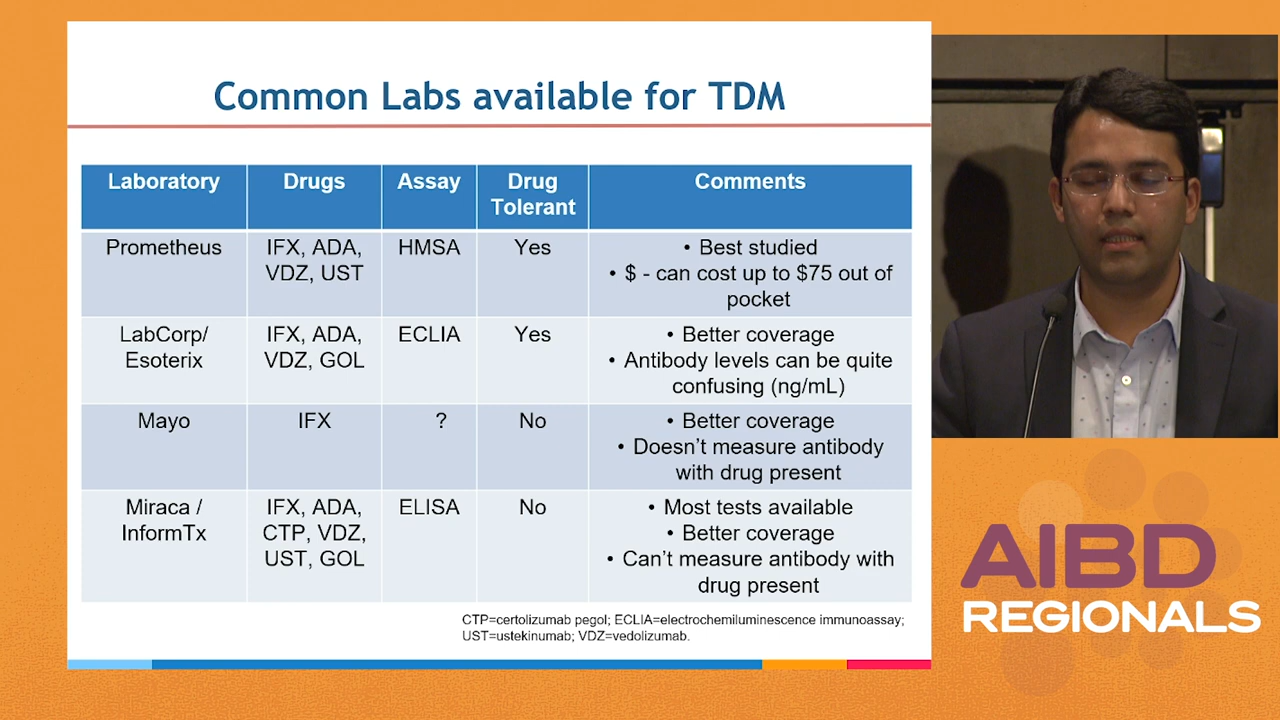 Common Labs available for TDM
Laboratory
Drugs
Assay
Drug
Tolerant
Comments
Prometheus
IFX, ADA,
VDZ, UST
HMSA
Yes
• Best studied
• $ - can cost up to $75 out of
pocket
LabCorp/
Esoterix
IFX, ADA,
VDZ, GOL
ECLIA
Yes
• Better coverage
• Antibody levels can be quite
confusing (ng/mL)
Mayo
IFX
?
No
• Better coverage
• Doesn’t measure antibody
with drug present
Miraca /
InformTx
IFX, ADA,
CTP, VDZ,
UST, GOL
ELISA
No
• Most tests available
• Better coverage
• Can’t measure antibody with
drug present
CTP=certolizumab pegol; ECLIA=electrochemiluminescence immunoassay;
UST=ustekinumab; VDZ=vedolizumab.
AIBD
REGIONALS